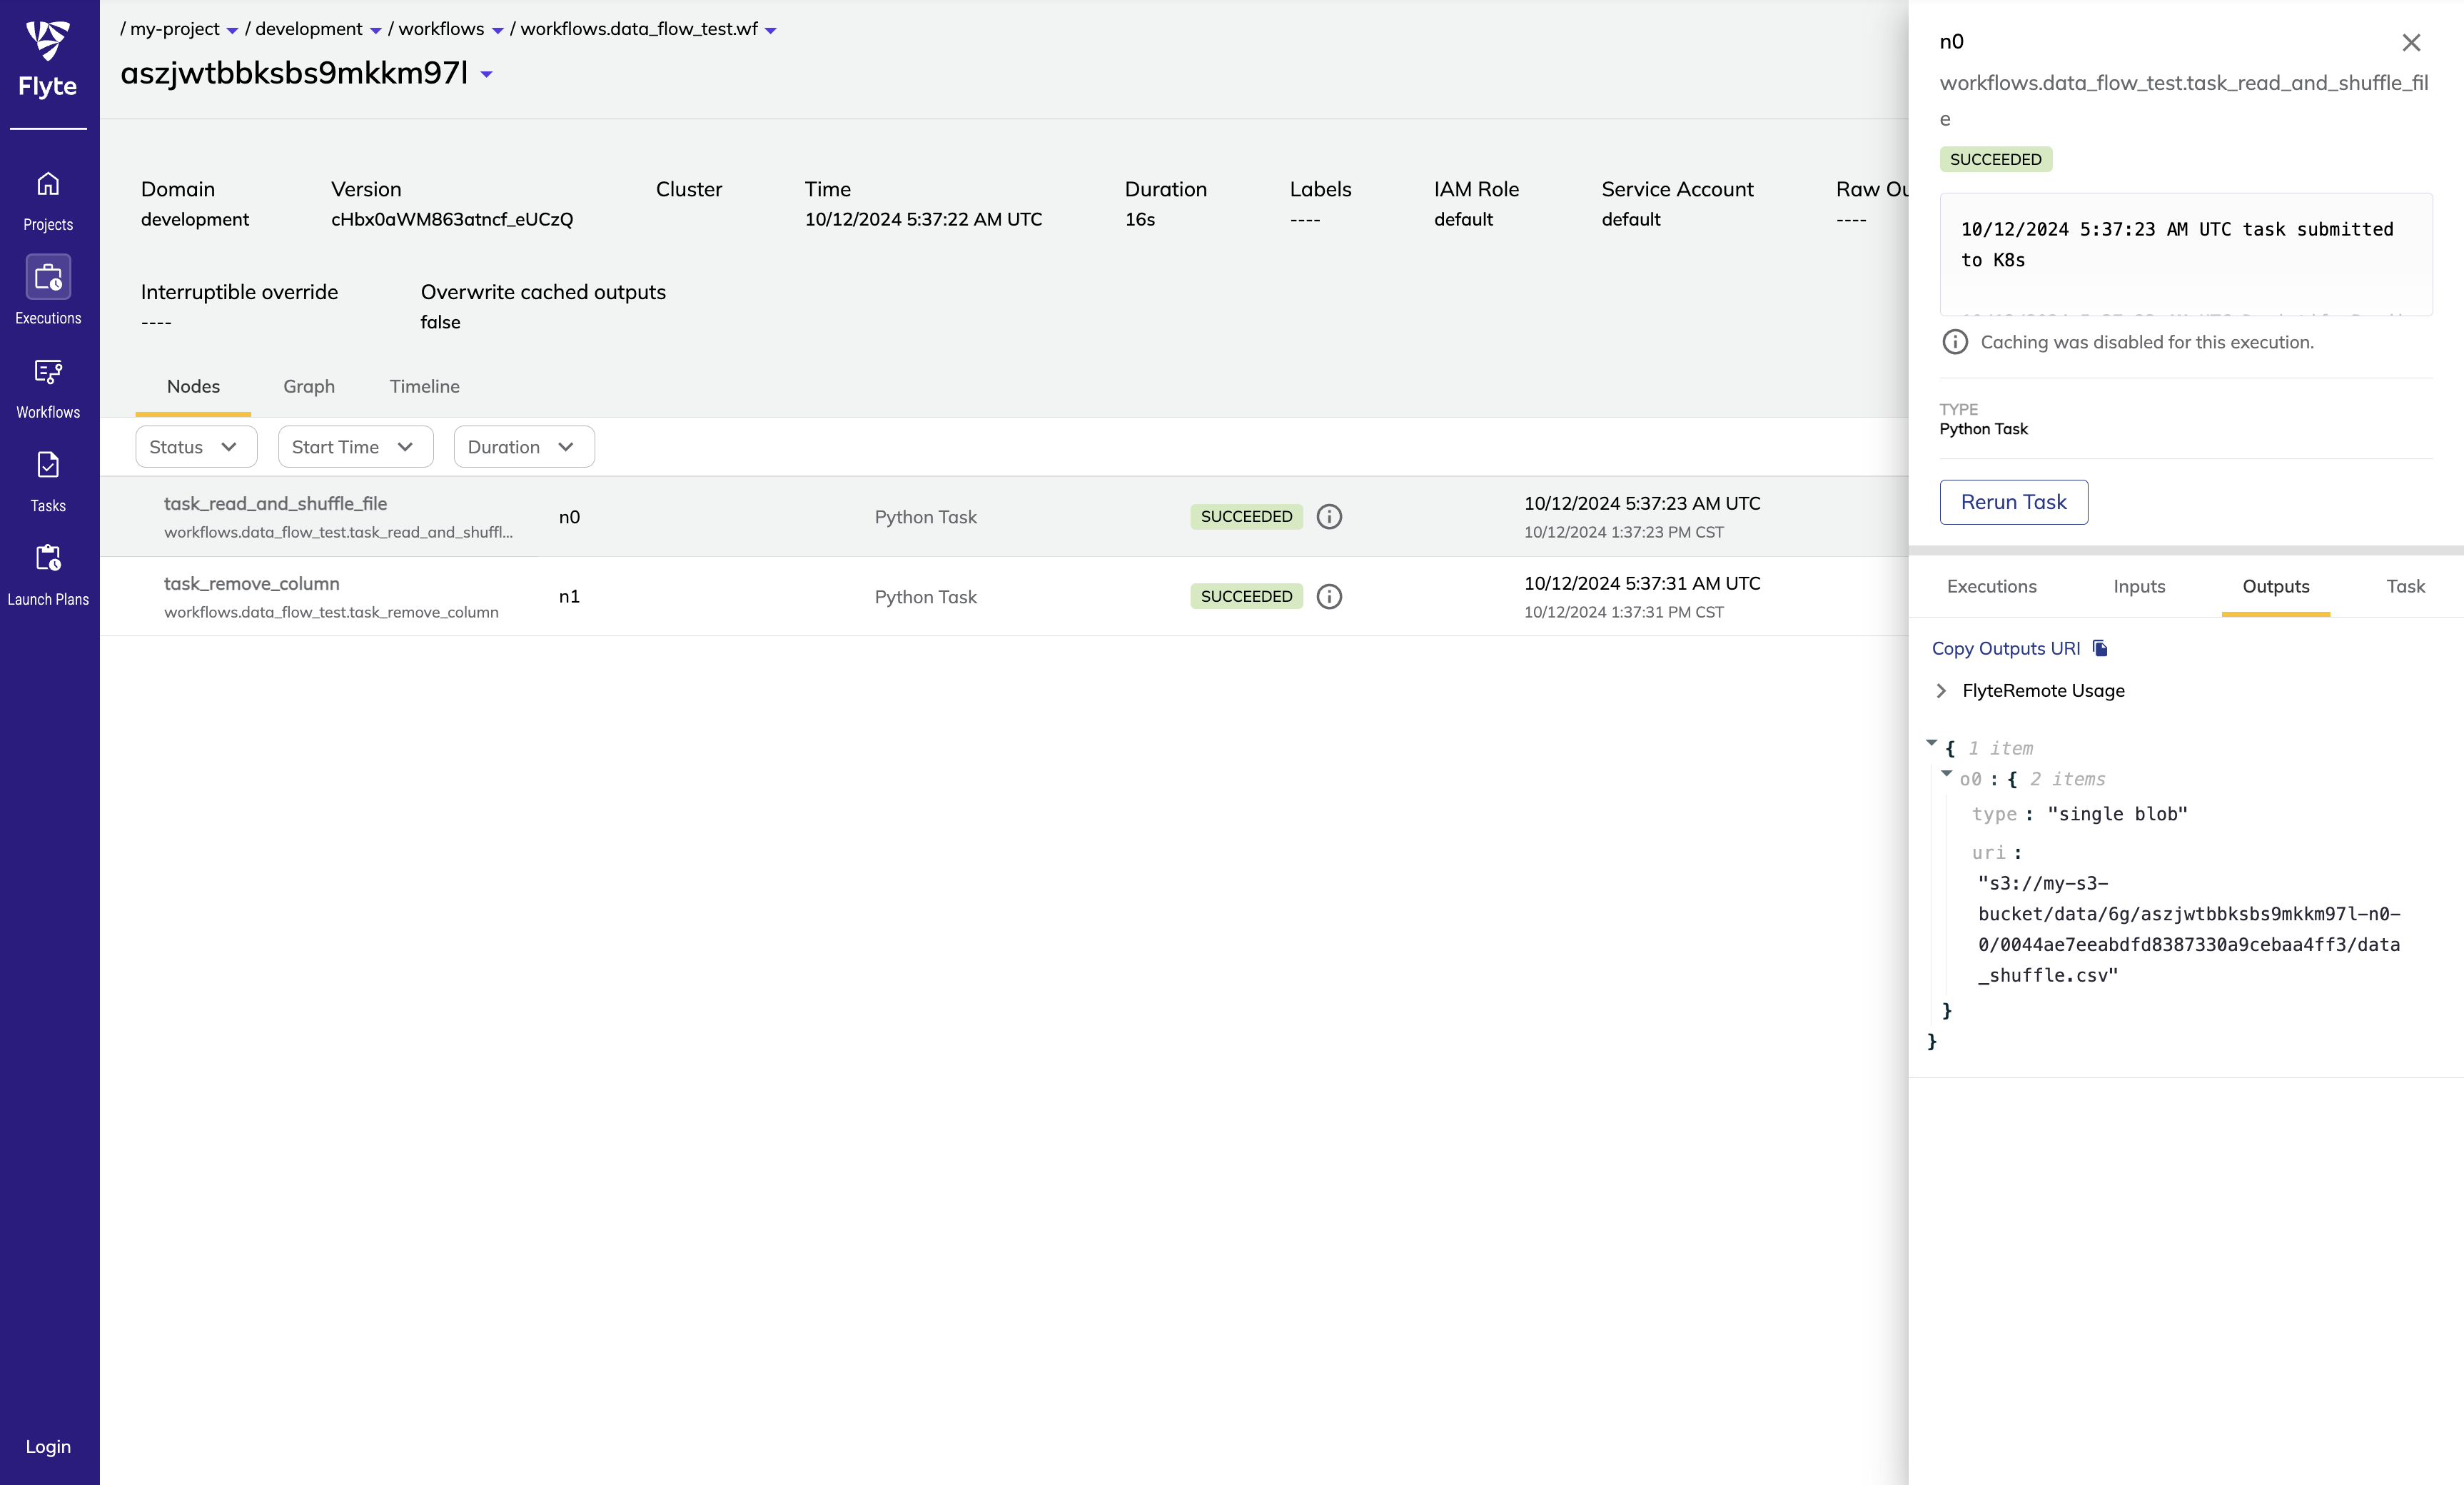 Flyte
Projects
Executions
Workflows
Tasks
Launch Plans
Login
/ my-project / development / workflows / workflows.data_flow_test.wf
aszjwtbbksbs9mkkm97l
Domain
development
Version
cHbx0aWM863atncf_eUCzQ
Cluster
Time
10/12/2024 5:37:22 AM UTC
Duration
16s
Labels
----
IAM Role
default
Service Account
default
Raw Ou
----
Interruptible override
----
Overwrite cached outputs
false
Nodes Graph Timeline
Status Start Time Duration
task_read_and_shuffle_file
workflows.data_flow_test.task_read_and_shuffl...
n0
Python Task
SUCCEEDED
10/12/2024 5:37:23 AM UTC
10/12/2024 1:37:23 PM CST
task_remove_column
workflows.data_flow_test.task_remove_column
n1
Python Task
SUCCEEDED
10/12/2024 5:37:31 AM UTC
10/12/2024 1:37:31 PM CST
n0
workflows.data_flow_test.task_read_and_shuffle_fil
e
SUCCEEDED
10/12/2024 5:37:23 AM UTC task submitted
to K8s
Caching was disabled for this execution.
TYPE
Python Task
Rerun Task
Executions Inputs Outputs Task
Copy Outputs URI
FlyteRemote Usage
{ 1 item
o0 : { 2 items
type : "single blob"
uri :
"s3://my-s3-
bucket/data/6g/aszjwtbbksbs9mkkm97l-n0-
0/0044ae7eeabdfd8387330a9cebaa4ff3/data
_shuffle.csv"
}
}